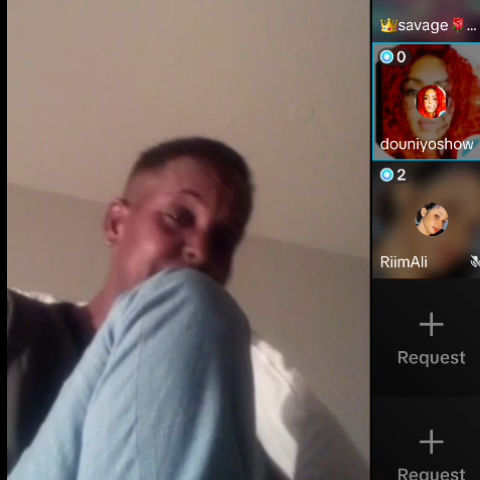 👑savage🌹...
0
douniyoshow
2
RiimAli
Request
Request